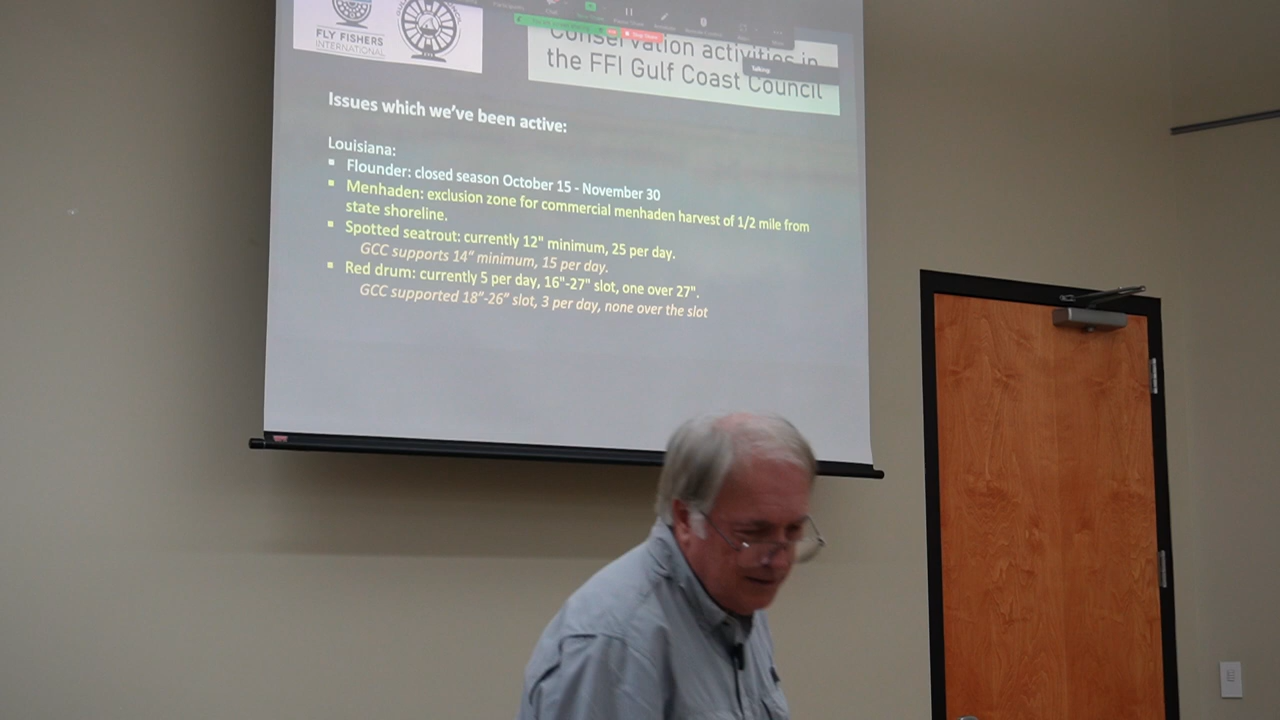 FLY FISHERS
INTERNATIONAL
Conservation activities in
the FFI Gulf Coast Council
Talking:
Issues which we've been active:
Louisiana:
▪ Flounder: closed season October 15 - November 30
▪ Menhaden: exclusion zone for commercial menhaden harvest of 1/2 mile from
state shoreline.
▪ Spotted seatrout: currently 12" minimum, 25 per day.
GCC supports 14" minimum, 15 per day.
▪ Red drum: currently 5 per day, 16"-27" slot, one over 27".
GCC supported 18"-26" slot, 3 per day, none over the slot